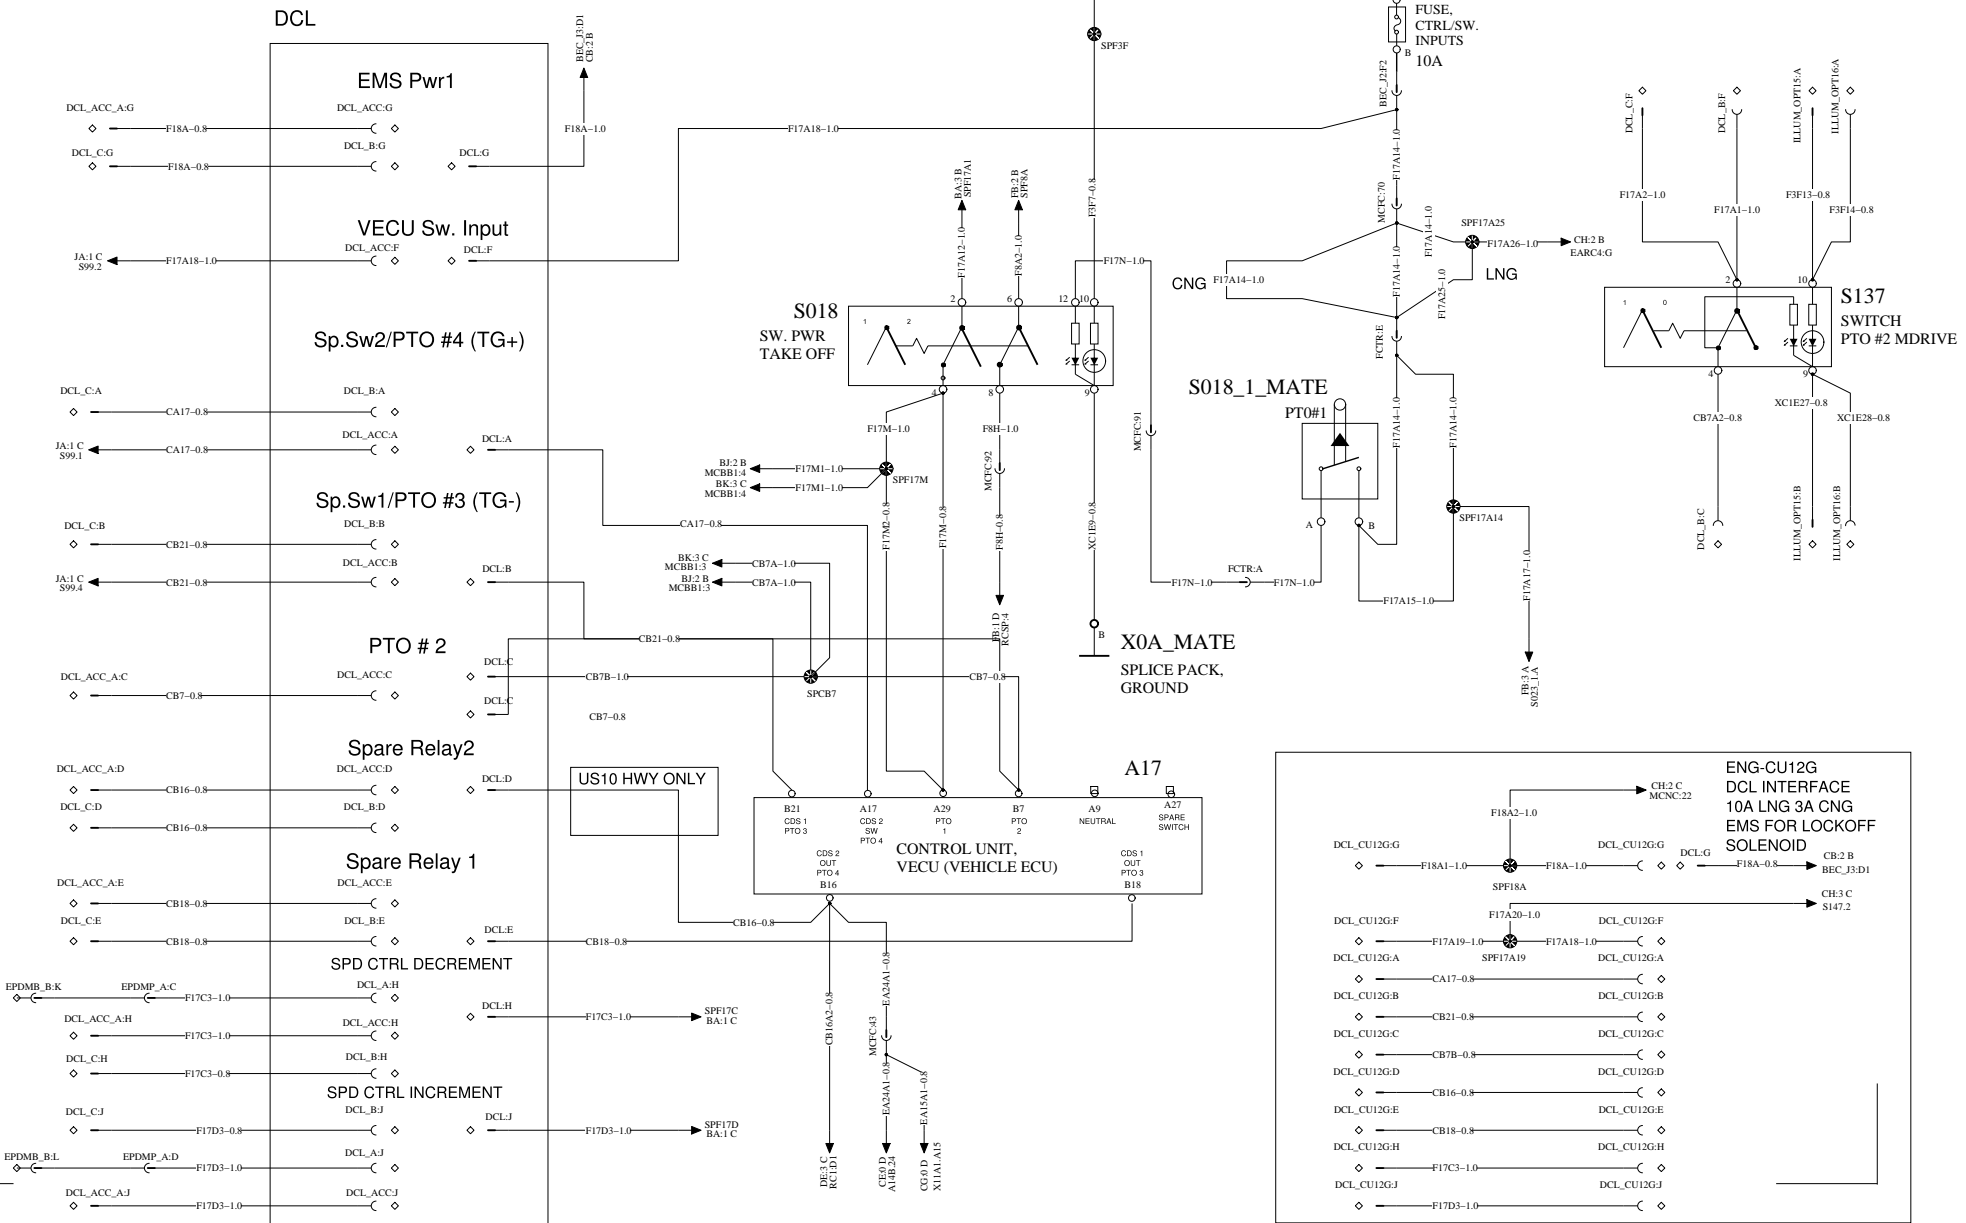 DCL
EMS Pwr1
DCL_ACC_A:G
F18A-0.8
DCL_ACC:G
DCL_C:G
F18A-0.8
DCL_B:G
DCL:G
F18A-1.0
BEC_J3:D1
CB:2 B
VECU Sw. Input
JA:1 C
S99.2
F17A18-1.0
DCL_ACC:F
DCL:F
F17A18-1.0
Sp.Sw2/PTO #4 (TG+)
DCL_C:A
CA17-0.8
DCL_B:A
JA:1 C
S99.1
CA17-0.8
DCL_ACC:A
DCL:A
CA17-0.8
Sp.Sw1/PTO #3 (TG-)
DCL_C:B
CB21-0.8
DCL_B:B
JA:1 C
S99.4
CB21-0.8
DCL_ACC:B
DCL:B
CB21-0.8
PTO # 2
DCL_ACC_A:C
CB7-0.8
DCL_ACC:C
DCL:C
CB7B-1.0
DCL:C
CB7-0.8
SPCB7
CB7-0.8
Spare Relay2
DCL_ACC_A:D
CB16-0.8
DCL_ACC:D
DCL:D
DCL_C:D
CB16-0.8
DCL_B:D
US10 HWY ONLY
Spare Relay 1
DCL_ACC_A:E
CB18-0.8
DCL_ACC:E
DCL_C:E
CB18-0.8
DCL_B:E
DCL:E
CB18-0.8
SPD CTRL DECREMENT
EPDMB_B:K
EPDMP_A:C
F17C3-1.0
DCL_A:H
DCL_ACC_A:H
F17C3-1.0
DCL_ACC:H
DCL:H
F17C3-1.0
SPF17C
BA:1 C
DCL_C:H
F17C3-0.8
DCL_B:H
SPD CTRL INCREMENT
DCL_C:J
F17D3-0.8
DCL_B:J
DCL:J
F17D3-1.0
SPF17D
BA:1 C
EPDMB_B:L
EPDMP_A:D
F17D3-1.0
DCL_A:J
DCL_ACC_A:J
F17D3-1.0
DCL_ACC:J
SPF3F
F3F7-0.8
BA:3 B
SPF17A1
FB:2 B
SPF8A
F17A12-1.0
F8A2-1.0
F17N-1.0
S018
SW. PWR
TAKE OFF
2
6
12
10
1
2
4
8
9
F17M-1.0
F8H-1.0
BJ:2 B
MCBB1:4
F17M1-1.0
BK:3 C
MCBB1:4
F17M1-1.0
SPF17M
MCFC:92
F17M2-0.8
F17M-0.8
F8H-0.8
XC1E9-0.8
BK:3 C
MCBB1:3
CB7A-1.0
BJ:2 B
MCBB1:3
CB7A-1.0
FB:1 D
RCSP:4
B
X0A_MATE
SPLICE PACK,
GROUND
A17
B21
CDS 1
PTO 3
A17
CDS 2
SW
PTO 4
A29
PTO
1
B7
PTO
2
A9
NEUTRAL
A27
SPARE
SWITCH
CONTROL UNIT,
VECU (VEHICLE ECU)
CDS 2
OUT
PTO 4
B16
CDS 1
OUT
PTO 3
B18
CB16-0.8
CB16A2-0.8
EA24A1-0.8
MCFC:43
EA24A1-0.8
EA15A1-0.8
DE:3 C
RC1:D1
CE:0 D
A14B:24
CG:0 D
X11A1.A15
FUSE,
CTRL/SW.
INPUTS
10A
B
BEC_J2:F2
F17A14-1.0
MCFC:70
F17A14-1.0
SPF17A25
F17A26-1.0
CH:2 B
EARC4:G
CNG
F17A14-1.0
F17A14-1.0
F17A25-1.0
LNG
FCTR:E
S018_1_MATE
PT0#1
A
B
F17A14-1.0
F17A14-1.0
SPF17A14
MCFC:91
F17N-1.0
FCTR:A
F17N-1.0
F17A15-1.0
F17A17-1.0
FB:3 A
S023_1.A
DCL_C:F
DCL_B:F
ILLUM_OPT15:A
ILLUM_OPT16:A
F17A2-1.0
F17A1-1.0
F3F13-0.8
F3F14-0.8
2
10
1
0
S137
SWITCH
PTO #2 MDRIVE
4
9
CB7A2-0.8
XC1E27-0.8
XC1E28-0.8
DCL_B:C
ILLUM_OPT15:B
ILLUM_OPT16:B
ENG-CU12G
DCL INTERFACE
10A LNG 3A CNG
EMS FOR LOCKOFF
SOLENOID
CH:2 C
MCNC:22
F18A2-1.0
DCL_CU12G:G
F18A1-1.0
SPF18A
F18A-1.0
DCL_CU12G:G
DCL:G
F18A-0.8
CB:2 B
BEC_J3:D1
CH:3 C
S147.2
F17A20-1.0
DCL_CU12G:F
F17A19-1.0
SPF17A19
F17A18-1.0
DCL_CU12G:F
DCL_CU12G:A
CA17-0.8
DCL_CU12G:A
DCL_CU12G:B
CB21-0.8
DCL_CU12G:B
DCL_CU12G:C
CB7B-0.8
DCL_CU12G:C
DCL_CU12G:D
CB16-0.8
DCL_CU12G:D
DCL_CU12G:E
CB18-0.8
DCL_CU12G:E
DCL_CU12G:H
F17C3-1.0
DCL_CU12G:H
DCL_CU12G:J
F17D3-1.0
DCL_CU12G:J